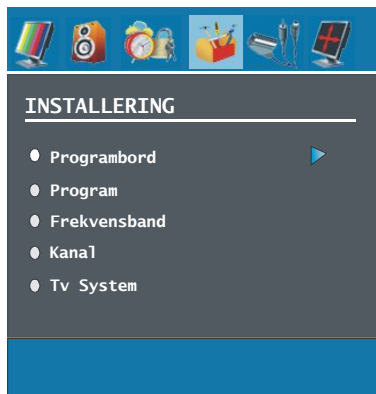 INSTALLERING
Programbord
Program
Frekvensband
Kanal
Tv System